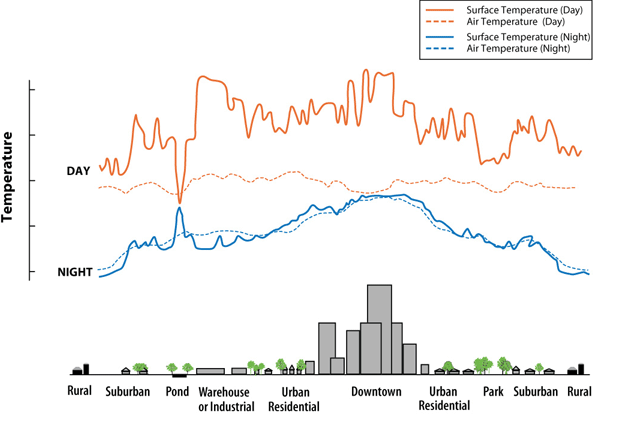 Surface Temperature (Day)
Air Temperature (Day)
Surface Temperature (Night)
Air Temperature (Night)
Temperature
DAY
NIGHT
Rural
Suburban
Pond
Warehouse
or Industrial
Urban
Residential
Downtown
Urban
Residential
Park
Suburban
Rural